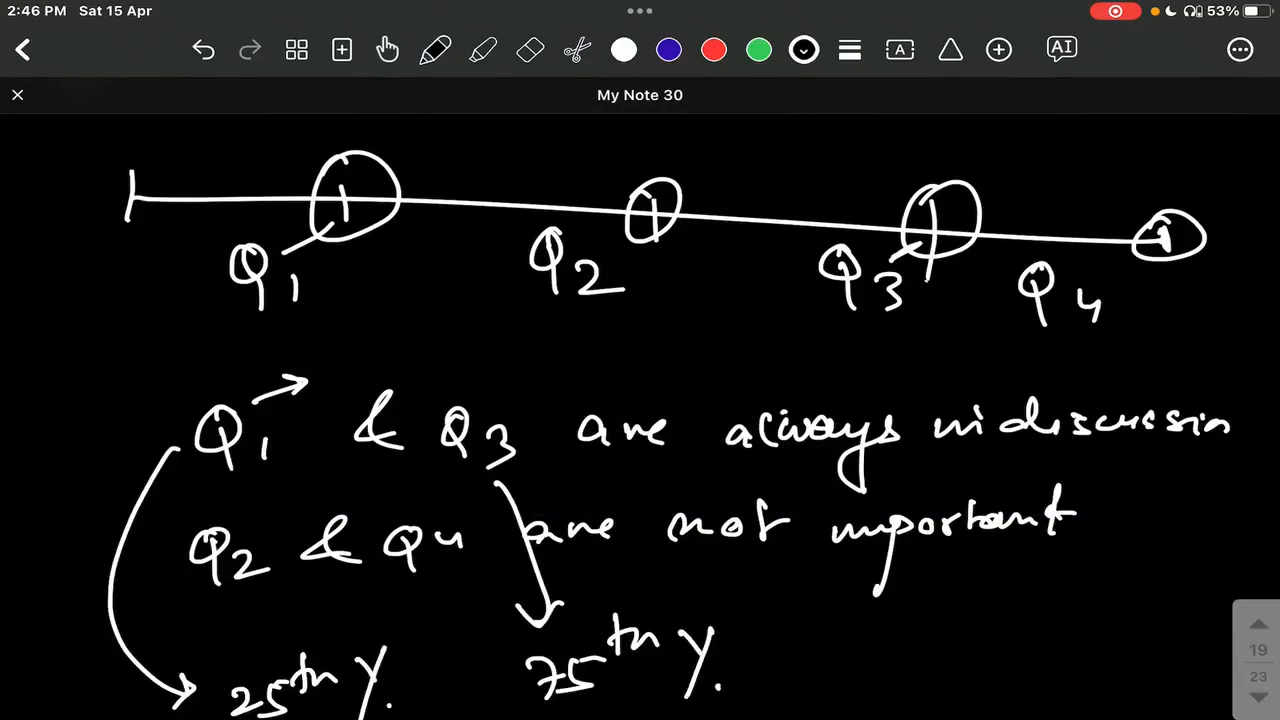 2:46 PM Sat 15 Apr
53%
A
AI
My Note 30
Q1 Q2 Q3 Q4
Q1 & Q3 are always in discussion
Q2 & Q4 are not important
25th %. 75th %.
19
23